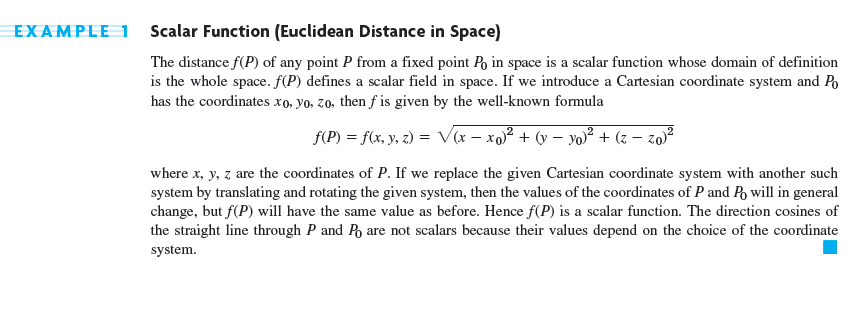 EXAMPLE 1 Scalar Function (Euclidean Distance in Space)
The distance f(P) of any point P from a fixed point P₀ in space is a scalar function whose domain of definition
is the whole space. f(P) defines a scalar field in space. If we introduce a Cartesian coordinate system and P₀
has the coordinates x₀, y₀, z₀, then f is given by the well-known formula
f(P) = f(x, y, z) = √(x − x₀)² + (y − y₀)² + (z − z₀)²
where x, y, z are the coordinates of P. If we replace the given Cartesian coordinate system with another such
system by translating and rotating the given system, then the values of the coordinates of P and P₀ will in general
change, but f(P) will have the same value as before. Hence f(P) is a scalar function. The direction cosines of
the straight line through P and P₀ are not scalars because their values depend on the choice of the coordinate
system.